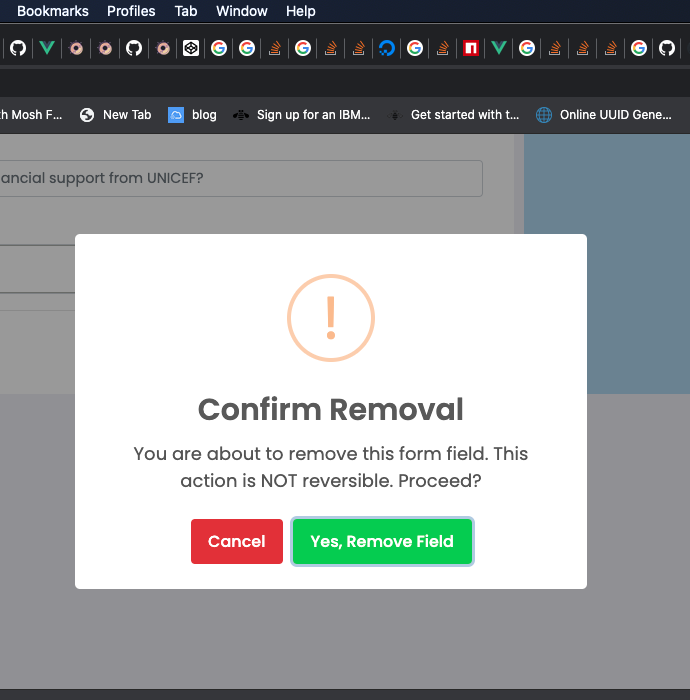 Bookmarks Profiles Tab Window Help
h Mosh F... New Tab blog Sign up for an IBM... Get started with t... Online UUID Gene...
ancial support from UNICEF?
!
Confirm Removal
You are about to remove this form field. This
action is NOT reversible. Proceed?
Cancel Yes, Remove Field